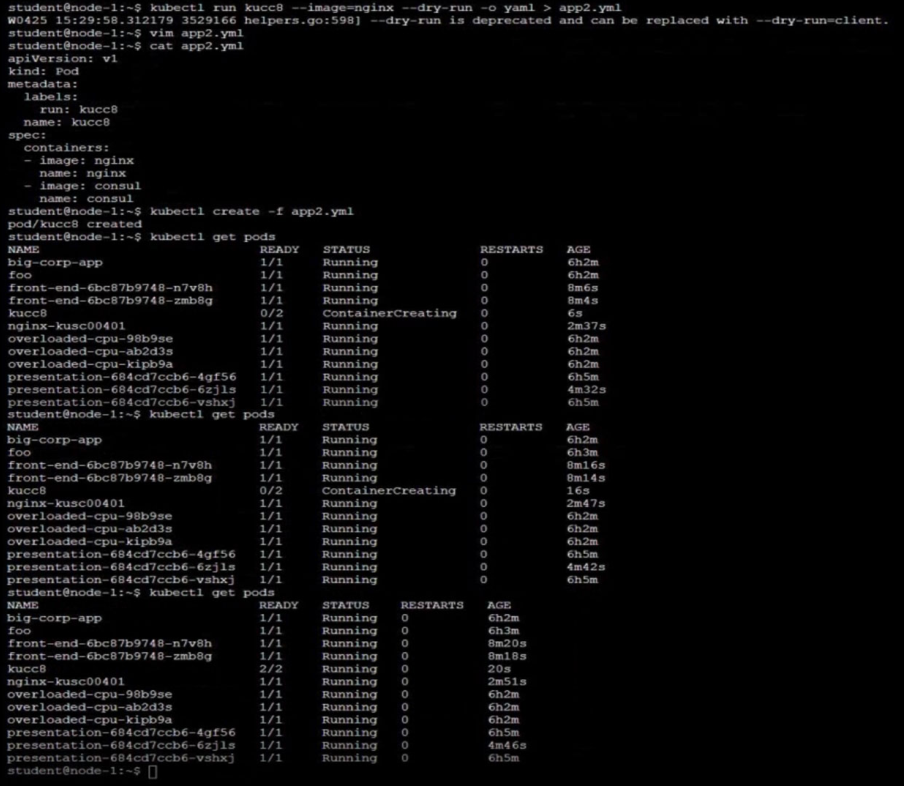 student@node-1:~$ kubectl run kucc8 --image=nginx --dry-run -o yaml > app2.yml
W0425 15:29:58.312179 3529166 helpers.go:598] --dry-run is deprecated and can be replaced with --dry-run=client.
student@node-1:~$ vim app2.yml
student@node-1:~$ cat app2.yml
apiVersion: v1
kind: Pod
metadata:
  labels:
    run: kucc8
  name: kucc8
spec:
  containers:
  - image: nginx
    name: nginx
  - image: consul
    name: consul
student@node-1:~$ kubectl create -f app2.yml
pod/kucc8 created
student@node-1:~$ kubectl get pods
NAME                            READY   STATUS              RESTARTS   AGE
big-corp-app                    1/1     Running             0          6h2m
foo                             1/1     Running             0          6h2m
front-end-6bc87b9748-n7v8h      1/1     Running             0          8m6s
front-end-6bc87b9748-zmb8g      1/1     Running             0          8m4s
kucc8                           0/2     ContainerCreating   0          6s
nginx-kusc00401                 1/1     Running             0          2m37s
overloaded-cpu-98b9se           1/1     Running             0          6h2m
overloaded-cpu-ab2d3s           1/1     Running             0          6h2m
overloaded-cpu-kipb9a           1/1     Running             0          6h2m
presentation-684cd7ccb6-4gf56   1/1     Running             0          6h5m
presentation-684cd7ccb6-6zjls   1/1     Running             0          4m32s
presentation-684cd7ccb6-vshxj   1/1     Running             0          6h5m
student@node-1:~$ kubectl get pods
NAME                            READY   STATUS              RESTARTS   AGE
big-corp-app                    1/1     Running             0          6h2m
foo                             1/1     Running             0          6h3m
front-end-6bc87b9748-n7v8h      1/1     Running             0          8m16s
front-end-6bc87b9748-zmb8g      1/1     Running             0          8m14s
kucc8                           0/2     ContainerCreating   0          16s
nginx-kusc00401                 1/1     Running             0          2m47s
overloaded-cpu-98b9se           1/1     Running             0          6h2m
overloaded-cpu-ab2d3s           1/1     Running             0          6h2m
overloaded-cpu-kipb9a           1/1     Running             0          6h2m
presentation-684cd7ccb6-4gf56   1/1     Running             0          6h5m
presentation-684cd7ccb6-6zjls   1/1     Running             0          4m42s
presentation-684cd7ccb6-vshxj   1/1     Running             0          6h5m
student@node-1:~$ kubectl get pods
NAME                            READY   STATUS    RESTARTS   AGE
big-corp-app                    1/1     Running   0          6h2m
foo                             1/1     Running   0          6h3m
front-end-6bc87b9748-n7v8h      1/1     Running   0          8m20s
front-end-6bc87b9748-zmb8g      1/1     Running   0          8m18s
kucc8                           2/2     Running   0          20s
nginx-kusc00401                 1/1     Running   0          2m51s
overloaded-cpu-98b9se           1/1     Running   0          6h2m
overloaded-cpu-ab2d3s           1/1     Running   0          6h2m
overloaded-cpu-kipb9a           1/1     Running   0          6h2m
presentation-684cd7ccb6-4gf56   1/1     Running   0          6h5m
presentation-684cd7ccb6-6zjls   1/1     Running   0          4m46s
presentation-684cd7ccb6-vshxj   1/1     Running   0          6h5m
student@node-1:~$